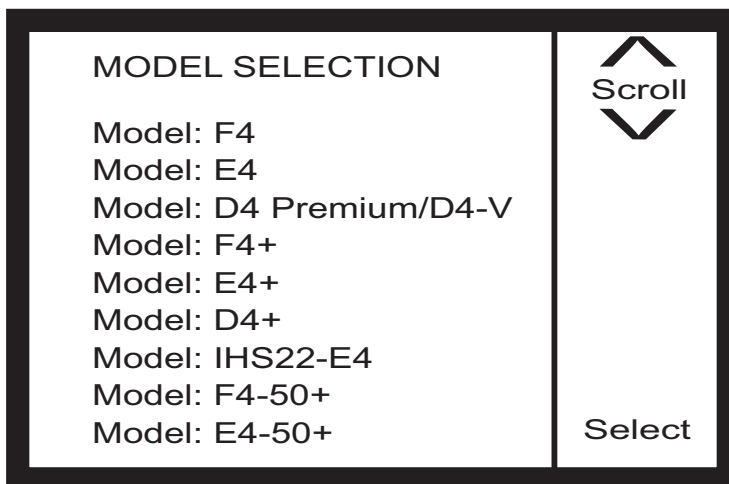 MODEL SELECTION
Model: F4
Model: E4
Model: D4 Premium/D4-V
Model: F4+
Model: E4+
Model: D4+
Model: IHS22-E4
Model: F4-50+
Model: E4-50+
Scroll
Select